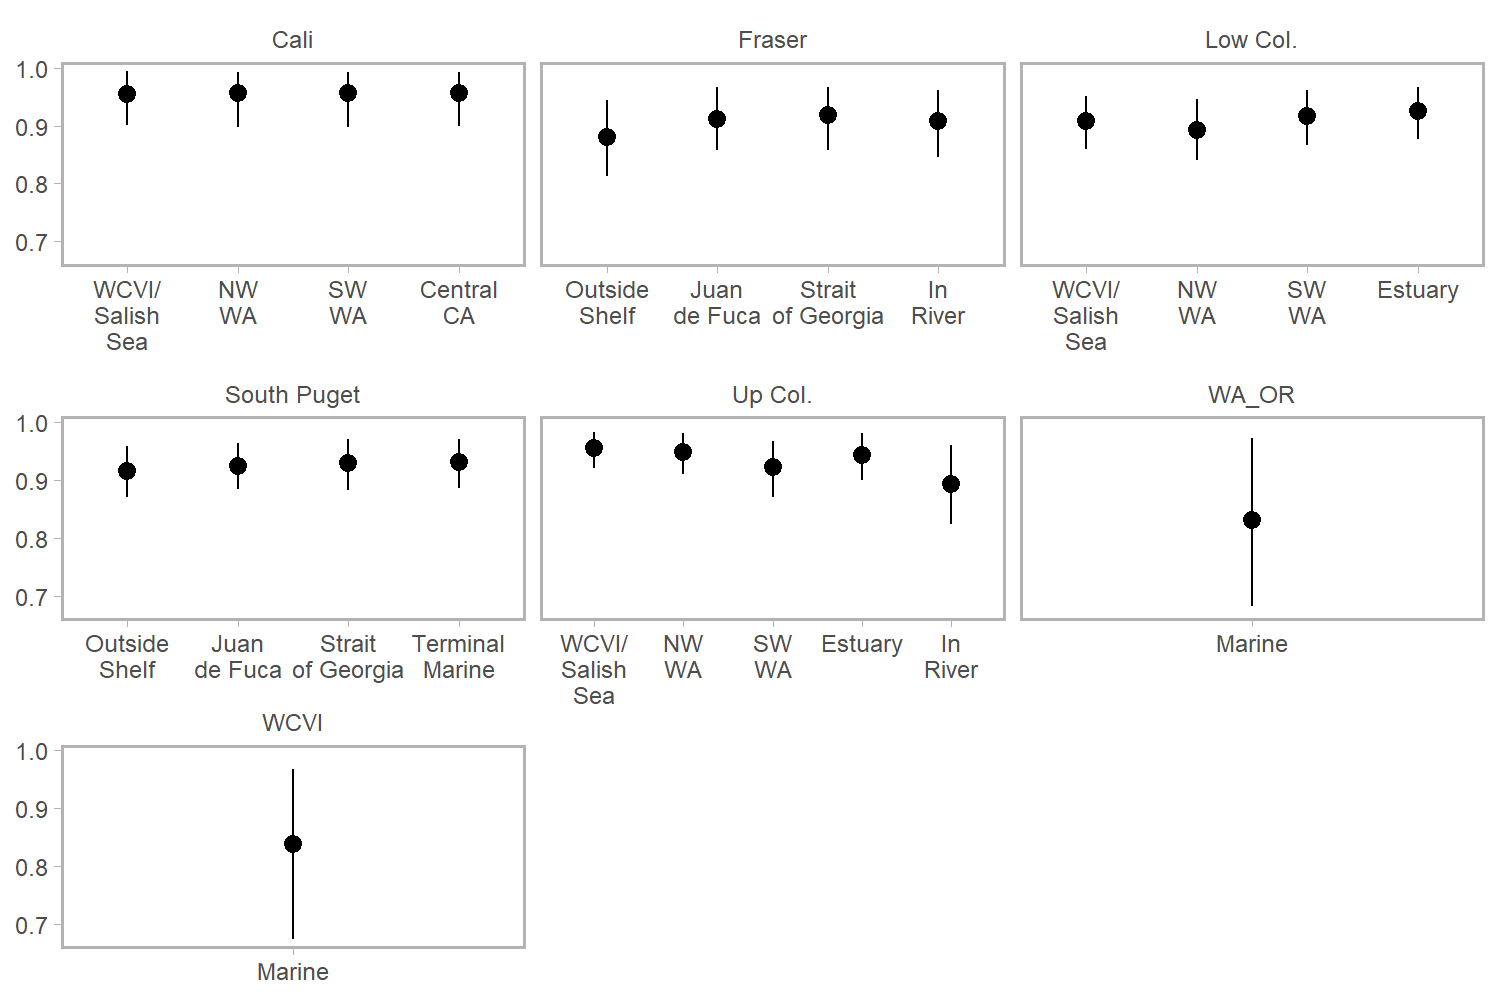 Cali Fraser Low Col.
1.0
0.9
0.8
0.7
WCVI/ NW SW Central Outside Juan Strait In WCVI/ NW SW Estuary
Salish WA WA CA Shelf de Fuca of Georgia River Salish WA WA
Sea Sea
South Puget Up Col. WA_OR
1.0
0.9
0.8
0.7
Outside Juan Strait Terminal WCVI/ NW SW Estuary In Marine
Shelf de Fuca of Georgia Marine Salish WA WA River
Sea
WCVI
1.0
0.9
0.8
0.7
Marine